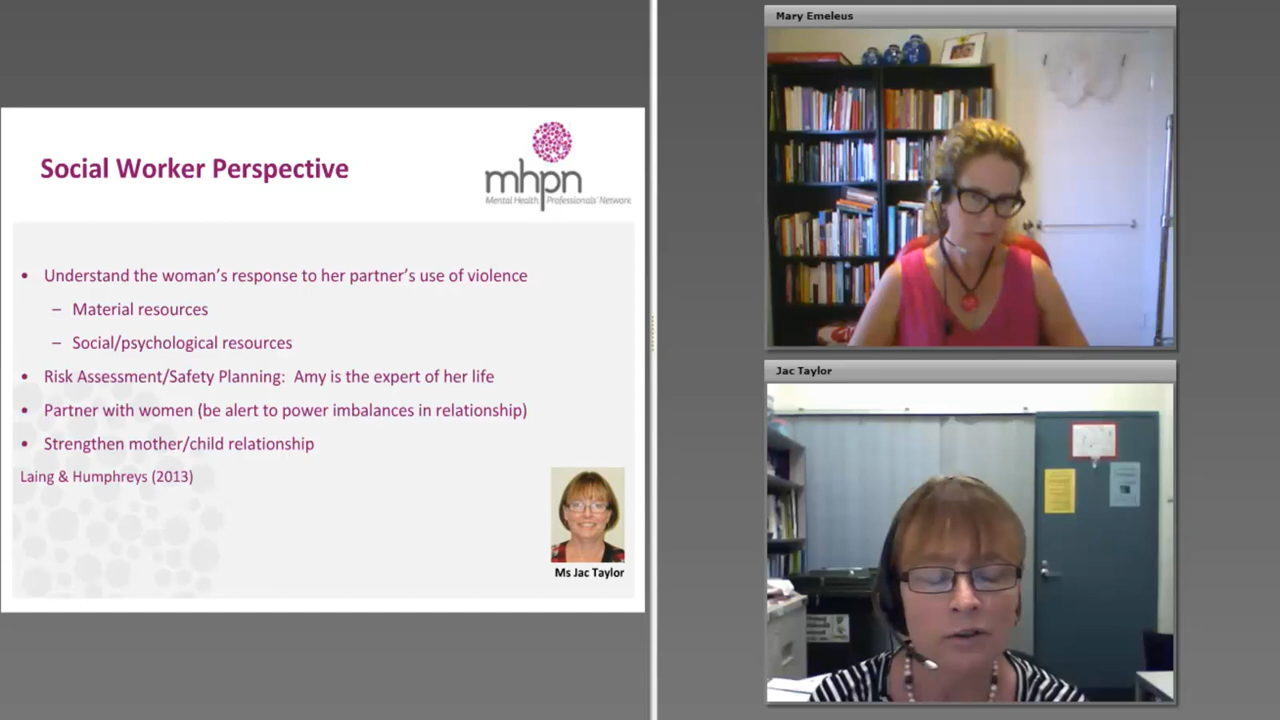 Social Worker Perspective
mhpn
Mental Health Professionals' Network
• Understand the woman's response to her partner's use of violence
– Material resources
– Social/psychological resources
• Risk Assessment/Safety Planning: Amy is the expert of her life
• Partner with women (be alert to power imbalances in relationship)
• Strengthen mother/child relationship
Laing & Humphreys (2013)
Ms Jac Taylor
Mary Emeleus
Jac Taylor